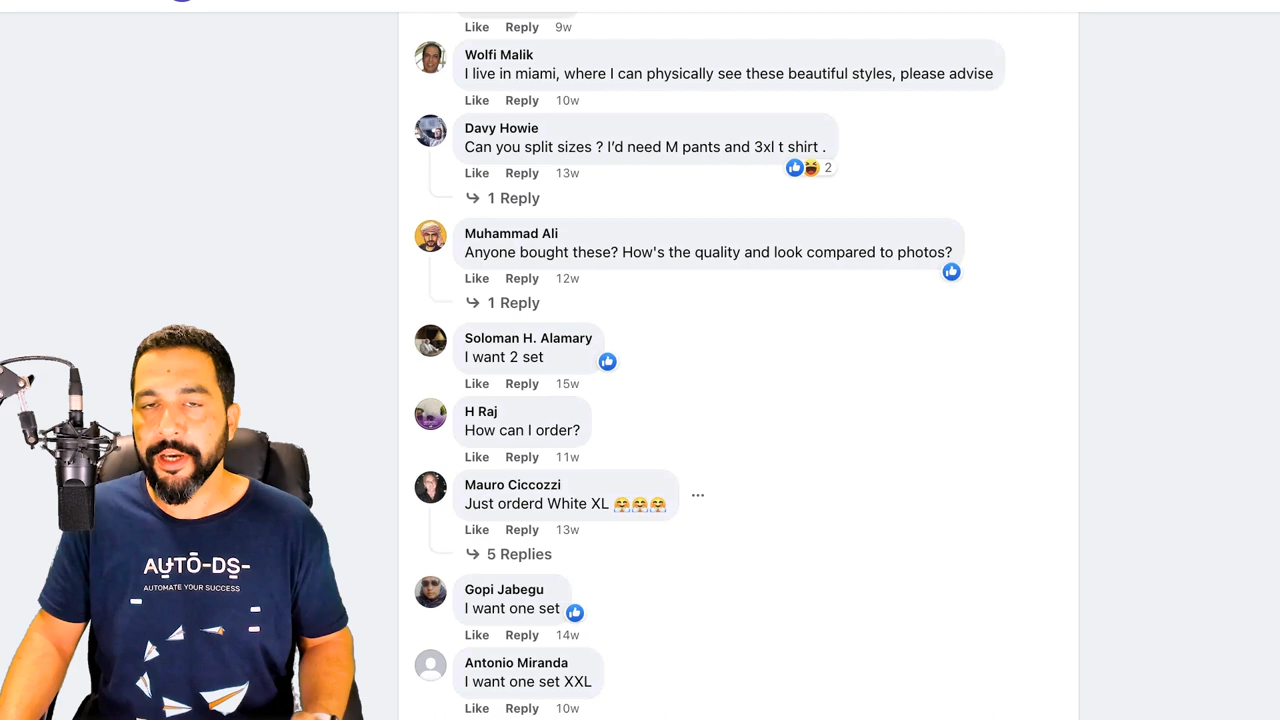 Like Reply 9w
Wolfi Malik
I live in miami, where I can physically see these beautiful styles, please advise
Like Reply 10w
Davy Howie
Can you split sizes ? I'd need M pants and 3xl t shirt .
2
Like Reply 13w
1 Reply
Muhammad Ali
Anyone bought these? How's the quality and look compared to photos?
Like Reply 12w
1 Reply
Soloman H. Alamary
I want 2 set
Like Reply 15w
H Raj
How can I order?
Like Reply 11w
Mauro Ciccozzi
Just orderd White XL 🤗🤗🤗
Like Reply 13w
5 Replies
Gopi Jabegu
I want one set
Like Reply 14w
Antonio Miranda
I want one set XXL
Like Reply 10w
AUTO-DS-
AUTOMATE YOUR SUCCESS